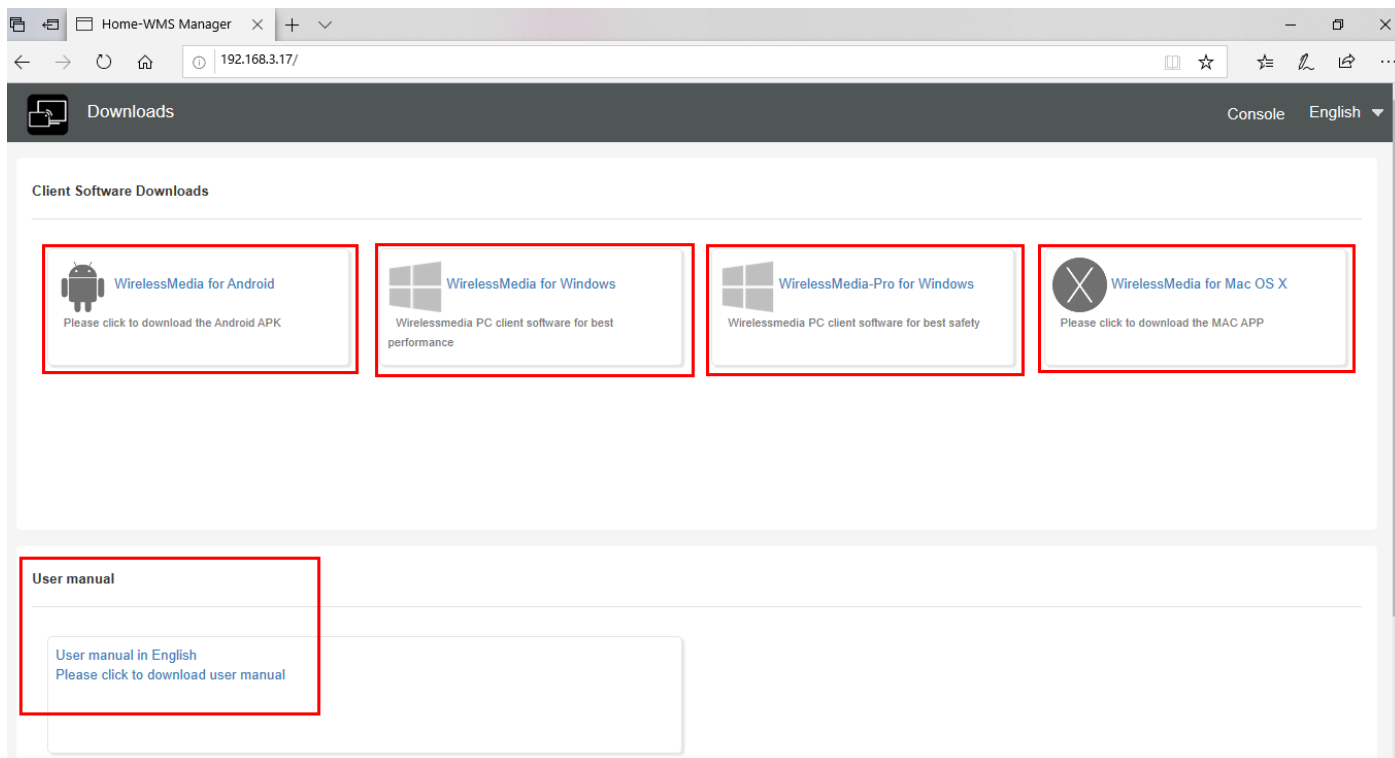 Home-WMS Manager
192.168.3.17/
Downloads
Console English
Client Software Downloads
WirelessMedia for Android
Please click to download the Android APK
WirelessMedia for Windows
Wirelessmedia PC client software for best
performance
WirelessMedia-Pro for Windows
Wirelessmedia PC client software for best safety
WirelessMedia for Mac OS X
Please click to download the MAC APP
User manual
User manual in English
Please click to download user manual